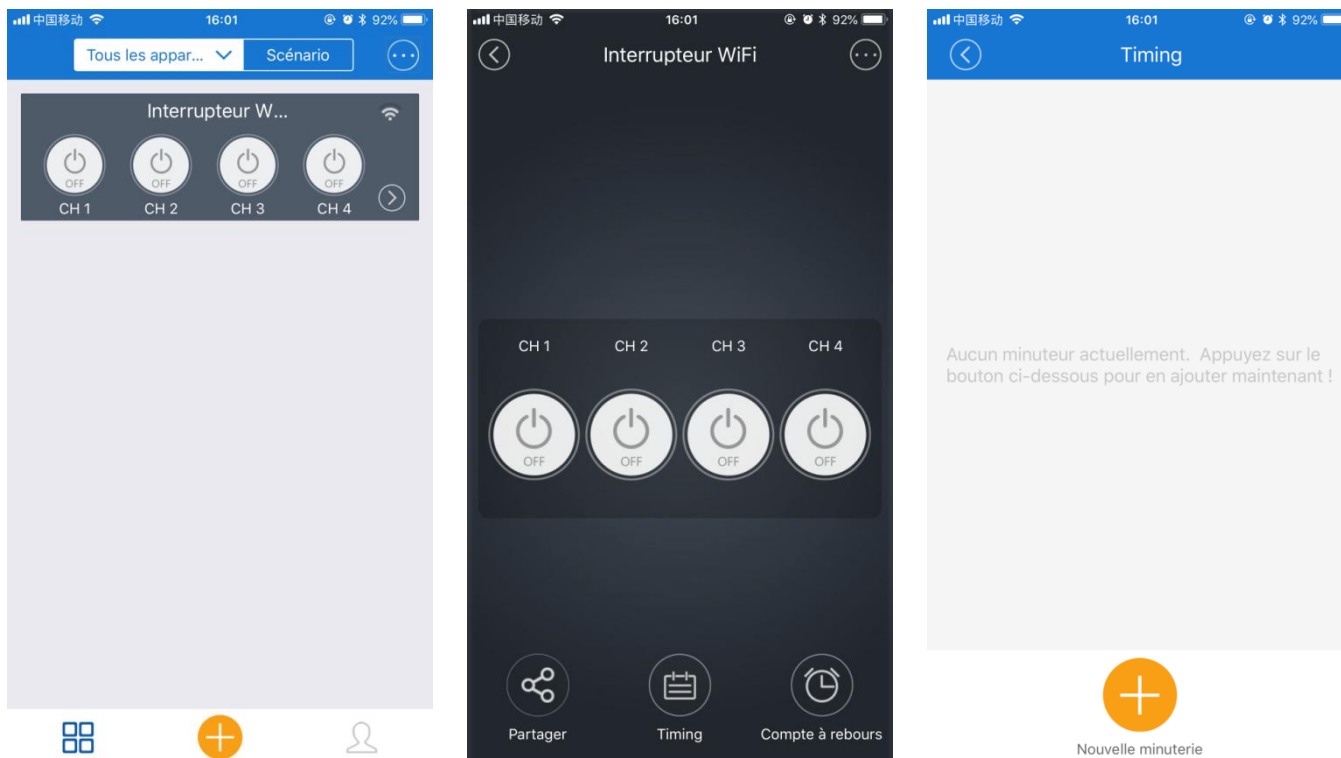 中国移动 16:01 92%
Tous les appar... Scénario
Interrupteur W...
OFF OFF OFF OFF
CH 1 CH 2 CH 3 CH 4
中国移动 16:01 92%
Interrupteur WiFi
CH 1 CH 2 CH 3 CH 4
OFF OFF OFF OFF
Partager Timing Compte à rebours
中国移动 16:01 92%
Timing
Aucun minuteur actuellement. Appuyez sur le
bouton ci-dessous pour en ajouter maintenant !
Nouvelle minuterie